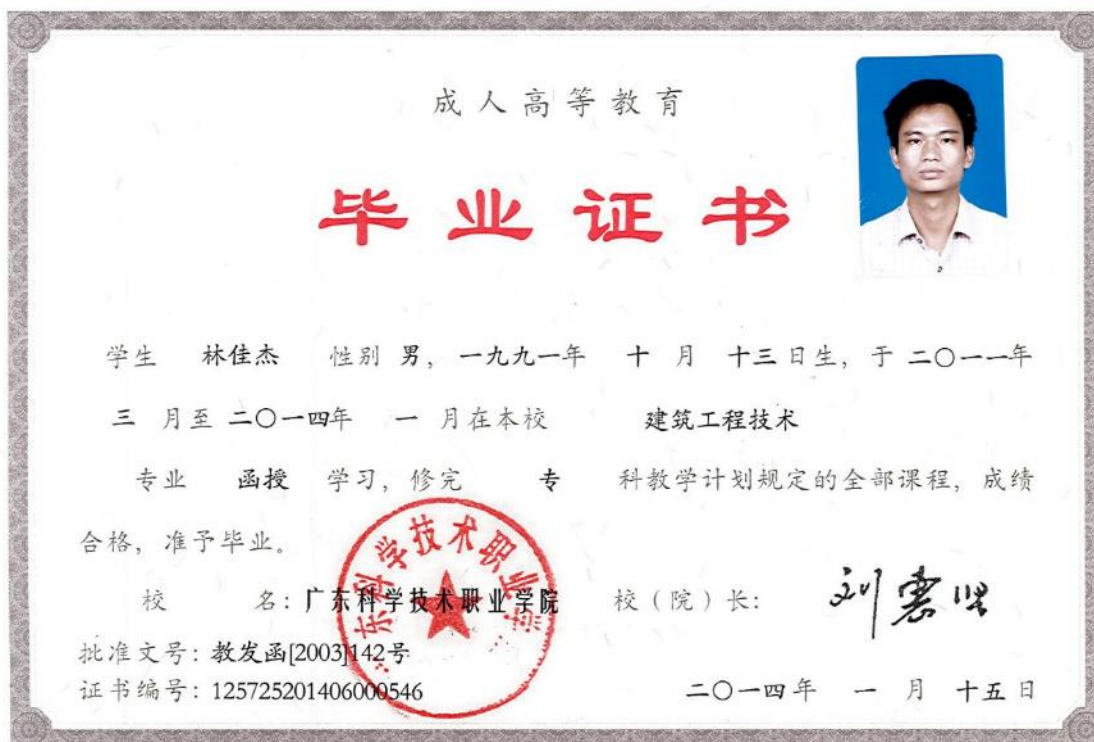 成人高等教育
毕业证书
学生 林佳杰 性别 男，一九九一年 十 月 十三日生，于 二〇一一年
三 月至 二〇一四年 一 月在本校 建筑工程技术
专业 函授 学习，修完 专 科教学计划规定的全部课程，成绩
合格，准予毕业。
校 名：广东科学技术职业学院 校（院）长：
批准文号：教发函[2003]142号
证书编号：125725201406000546 二〇一四年 一 月 十五日